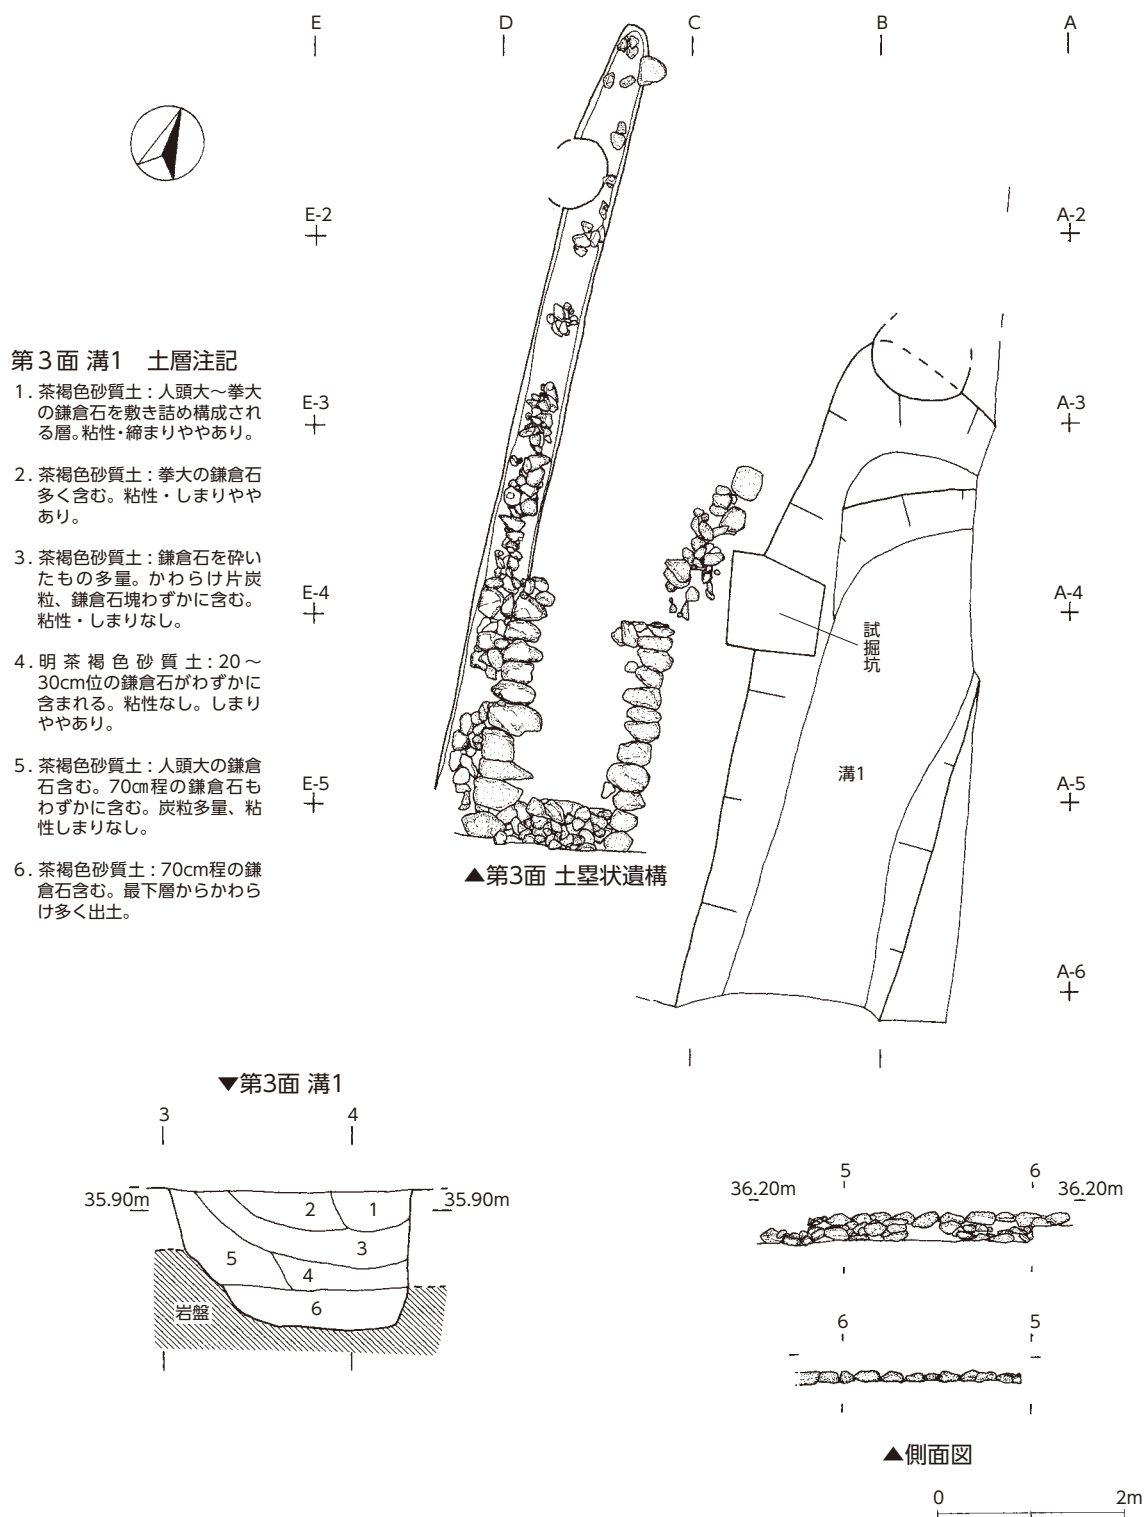 E D C B A
E-2 A-2
第3面 溝1 土層注記
1. 茶褐色砂質土：人頭大～拳大
の鎌倉石を敷き詰め構成され
る層。粘性・締まりややあり。
2. 茶褐色砂質土：拳大の鎌倉石
多く含む。粘性・しまりやや
あり。
3. 茶褐色砂質土：鎌倉石を砕い
たもの多量。かわらけ片炭
粒、鎌倉石塊わずかに含む。
粘性・しまりなし。
4. 明茶褐色砂質土：20～
30cm位の鎌倉石がわずかに
含まれる。粘性なし。しまり
ややあり。
5. 茶褐色砂質土：人頭大の鎌倉
石含む。70㎝程の鎌倉石も
わずかに含む。炭粒多量、粘
性しまりなし。
6. 茶褐色砂質土：70cm程の鎌
倉石含む。最下層からかわら
け多く出土。
E-3 A-3
E-4 A-4
試掘坑
溝1
E-5 A-5
▲第3面 土塁状遺構
A-6
▼第3面 溝1
3 4
35.90m 35.90m
1
2
3
4
5
6
岩盤
5 6
36.20m 36.20m
6 5
▲側面図
0 2m